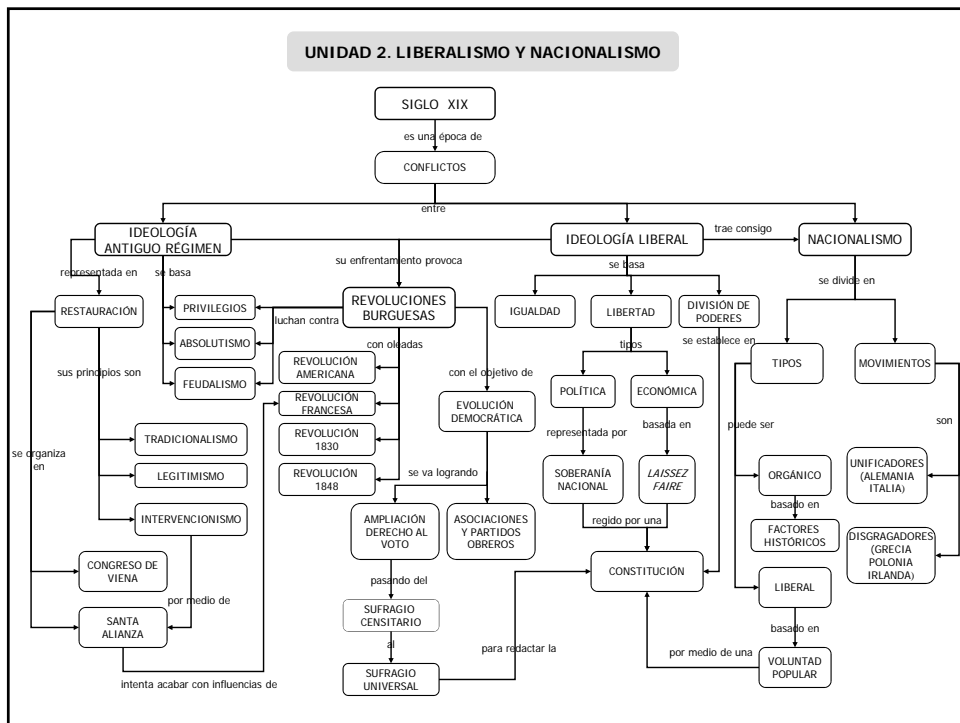 UNIDAD 2. LIBERALISMO Y NACIONALISMO
SIGLO XIX
es una época de
CONFLICTOS
entre
IDEOLOGÍA
ANTIGUO RÉGIMEN
IDEOLOGÍA LIBERAL
trae consigo
NACIONALISMO
representada en
se basa
su enfrentamiento provoca
se basa
se divide en
RESTAURACIÓN
PRIVILEGIOS
ABSOLUTISMO
FEUDALISMO
luchan contra
REVOLUCIONES
BURGUESAS
IGUALDAD
LIBERTAD
DIVISIÓN DE
PODERES
sus principios son
con oleadas
tipos
se establece en
TIPOS
MOVIMIENTOS
REVOLUCIÓN
AMERICANA
REVOLUCIÓN
FRANCESA
REVOLUCIÓN
1830
REVOLUCIÓN
1848
con el objetivo de
EVOLUCIÓN
DEMOCRÁTICA
POLÍTICA
ECONÓMICA
puede ser
son
representada por
basada en
TRADICIONALISMO
LEGITIMISMO
INTERVENCIONISMO
se organiza
en
se va logrando
SOBERANÍA
NACIONAL
LAISSEZ
FAIRE
ORGÁNICO
UNIFICADORES
(ALEMANIA
ITALIA)
basado en
AMPLIACIÓN
DERECHO AL
VOTO
ASOCIACIONES
Y PARTIDOS
OBREROS
regido por una
FACTORES
HISTÓRICOS
DISGRAGADORES
(GRECIA
POLONIA
IRLANDA)
CONGRESO DE
VIENA
pasando del
CONSTITUCIÓN
LIBERAL
por medio de
SUFRAGIO
CENSITARIO
basado en
SANTA
ALIANZA
al
para redactar la
por medio de una
VOLUNTAD
POPULAR
SUFRAGIO
UNIVERSAL
intenta acabar con influencias de